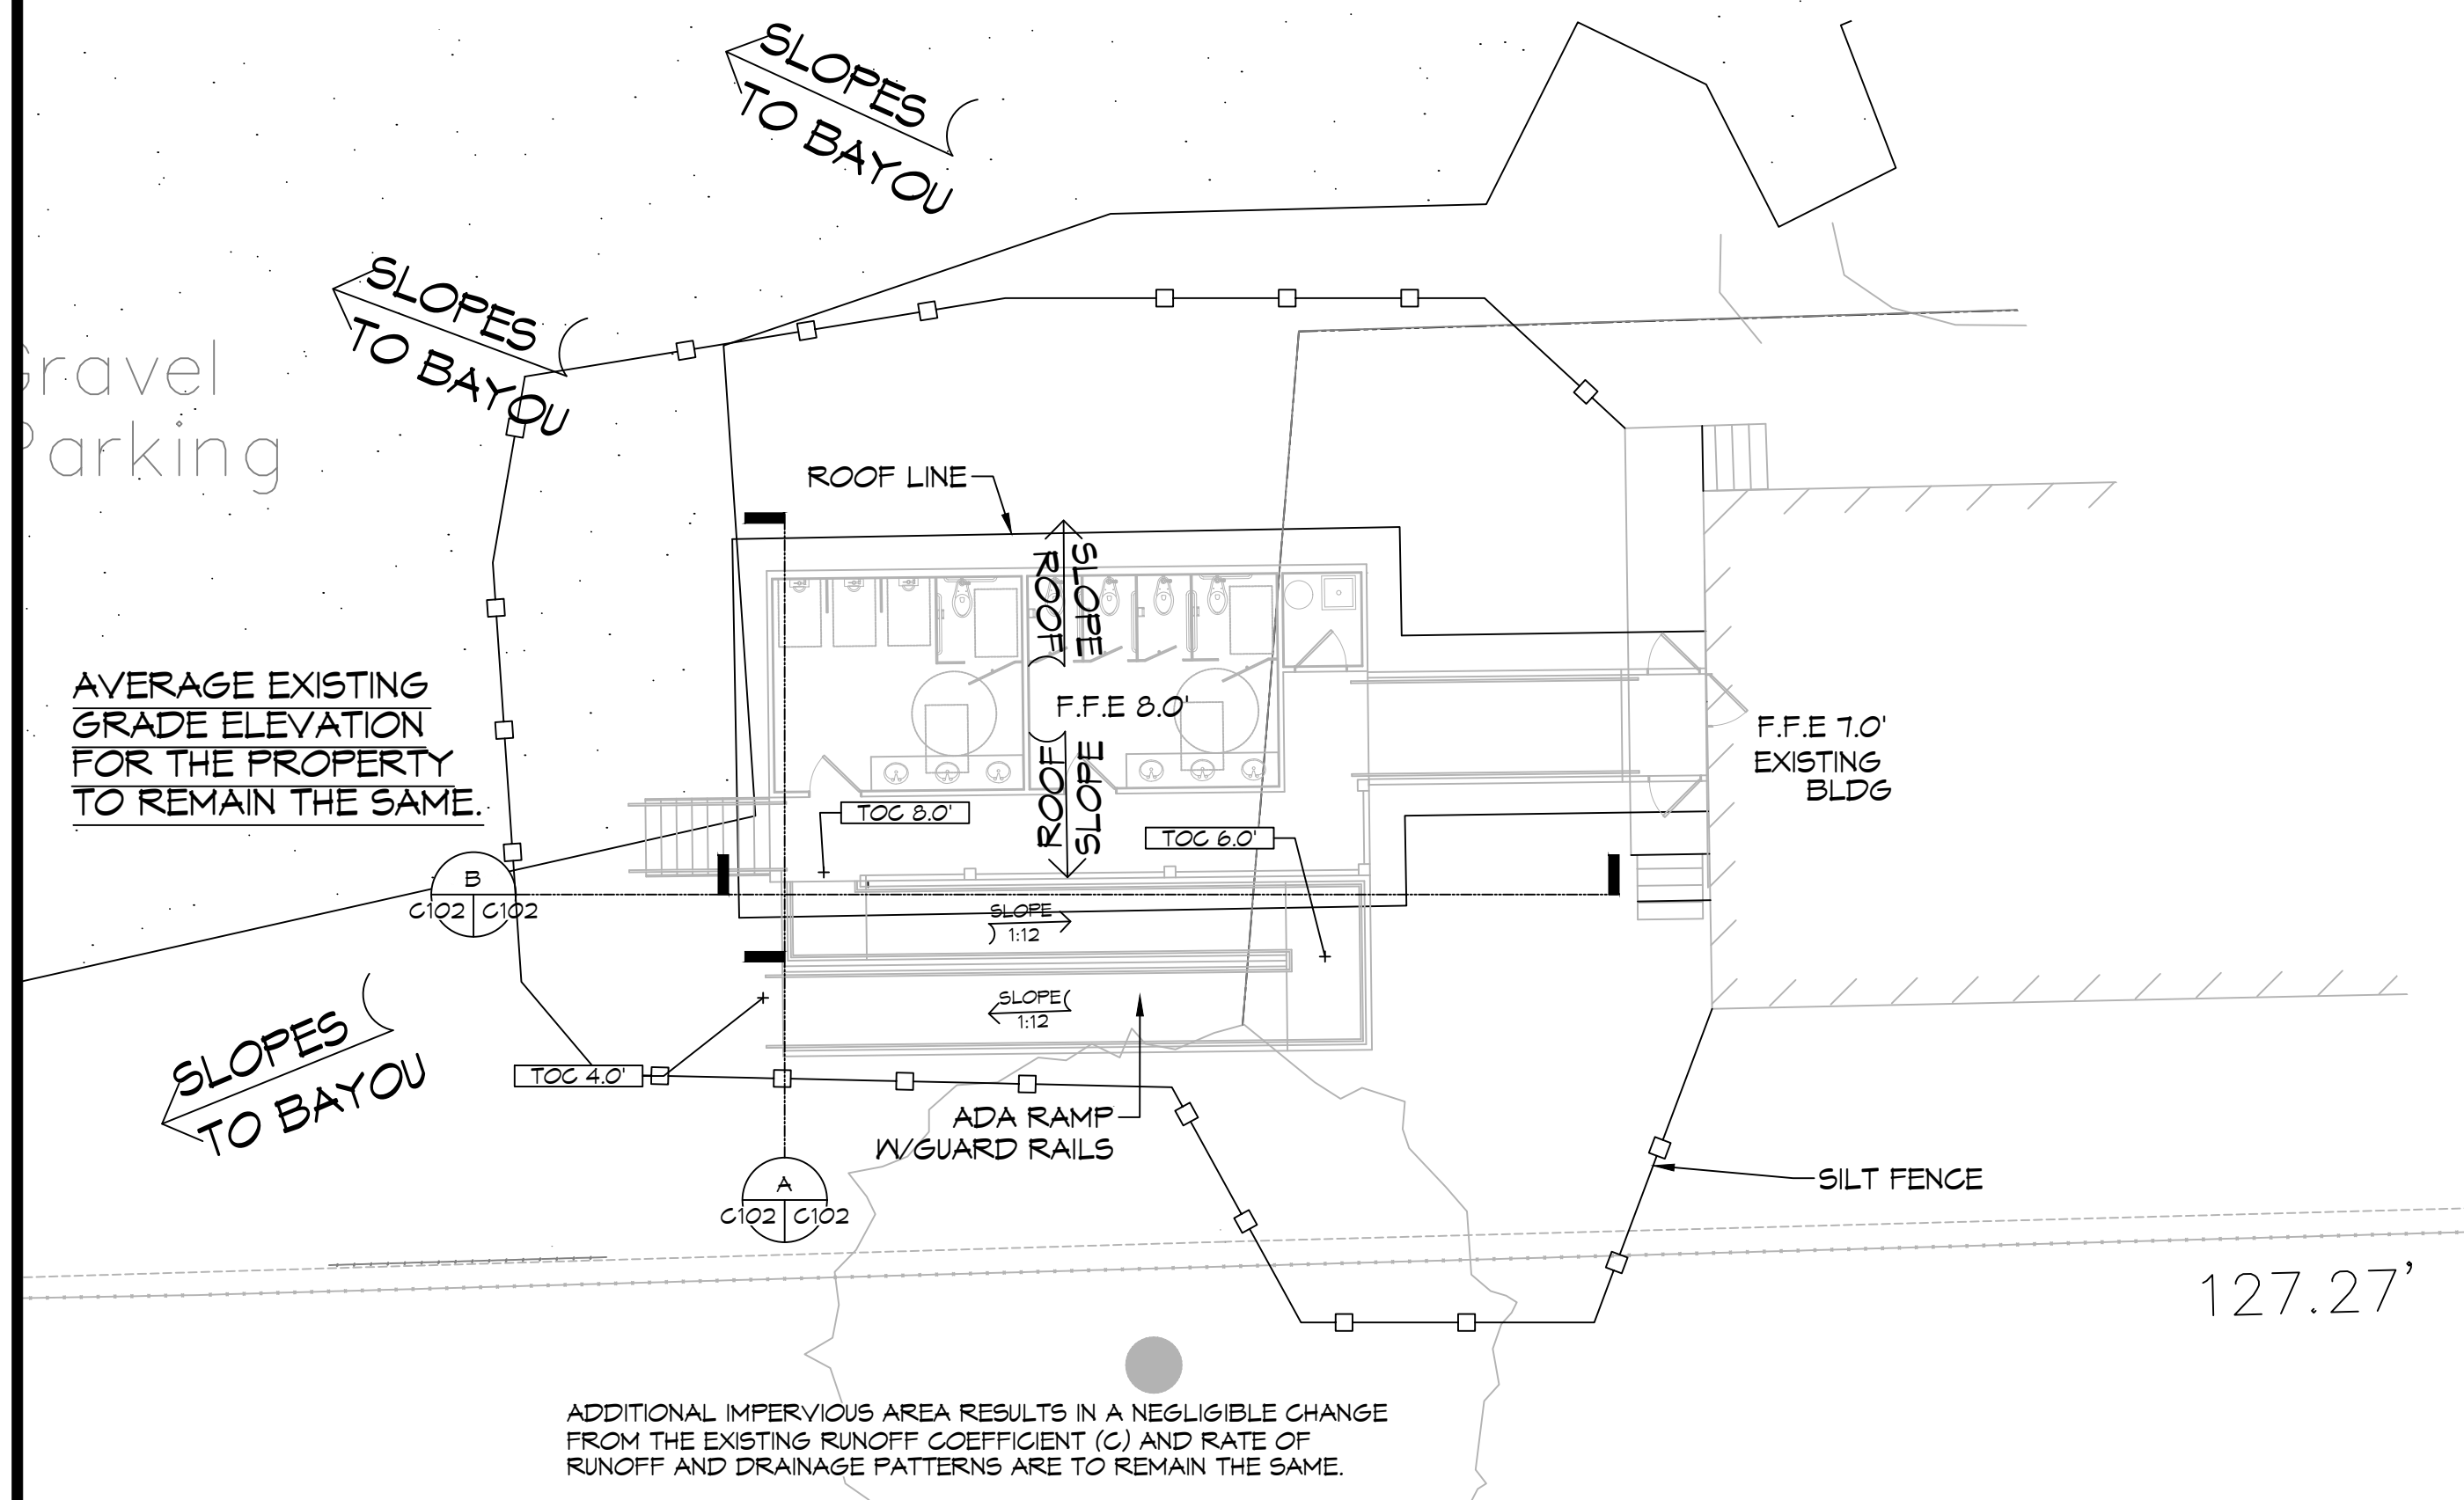 SLOPES
TO BAYOU
SLOPES
TO BAYOU
Gravel
Parking
ROOF LINE
ROOF
SLOPE
AVERAGE EXISTING
GRADE ELEVATION
FOR THE PROPERTY
TO REMAIN THE SAME.
F.F.E 8.0'
F.F.E 7.0'
EXISTING
BLDG
ROOF
SLOPE
TOC 8.0'
TOC 6.0'
B
C102 C102
SLOPE
1:12
SLOPE
1:12
SLOPES
TO BAYOU
TOC 4.0'
ADA RAMP
W/GUARD RAILS
A
C102 C102
SILT FENCE
127.27'
ADDITIONAL IMPERVIOUS AREA RESULTS IN A NEGLIGIBLE CHANGE
FROM THE EXISTING RUNOFF COEFFICIENT (C) AND RATE OF
RUNOFF AND DRAINAGE PATTERNS ARE TO REMAIN THE SAME.